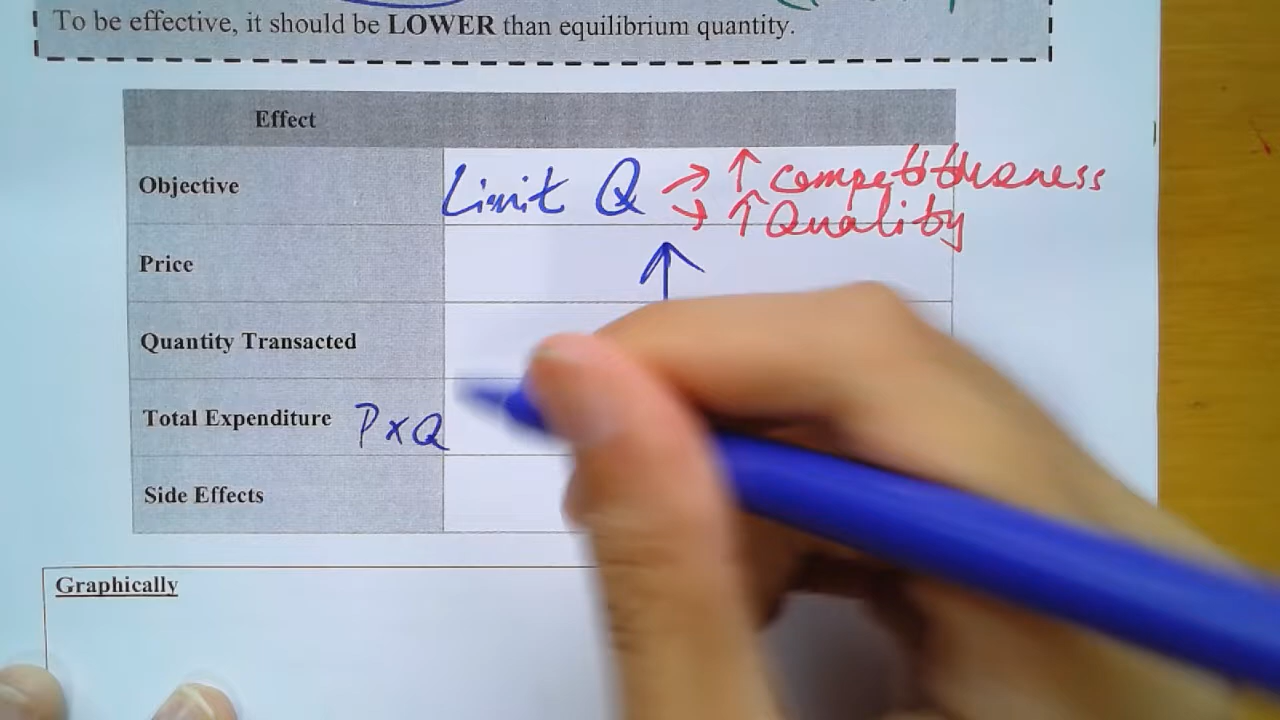 To be effective, it should be LOWER than equilibrium quantity.
Effect
Objective
Limit Q → ↑
↘ ↑ Quality
Price ↑
Quantity Transacted
Total Expenditure P x Q
Side Effects
Graphically